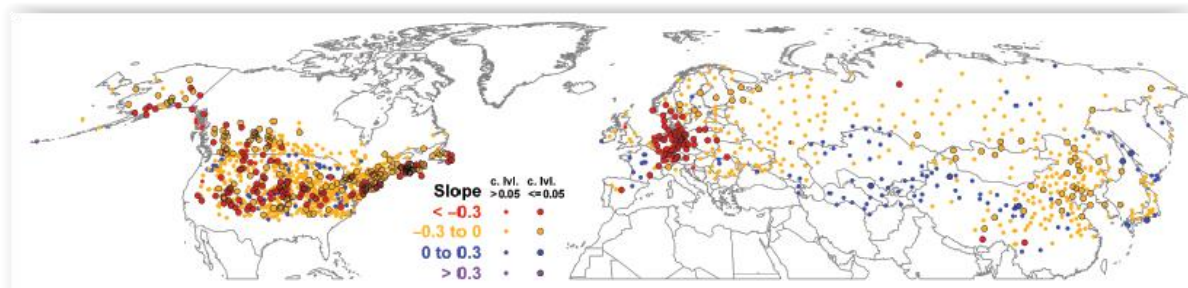 Slope c. lvl. >0.05 c. lvl. <=0.05
< −0.3
−0.3 to 0
0 to 0.3
> 0.3